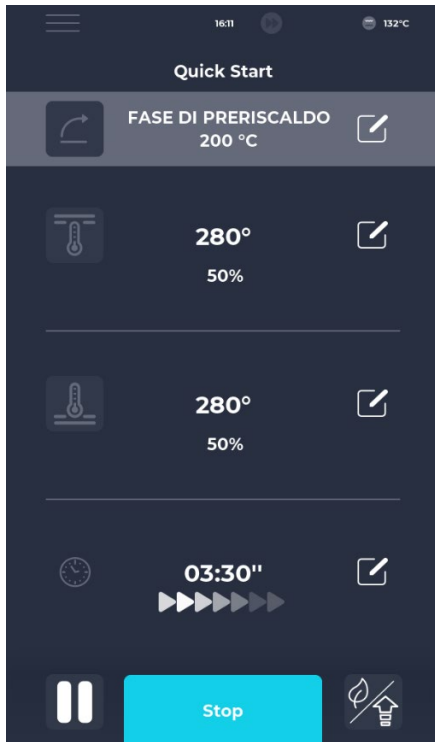 16:11
132°C
Quick Start
FASE DI PRERISCALDO
200 °C
280°
50%
280°
50%
03:30"
Stop